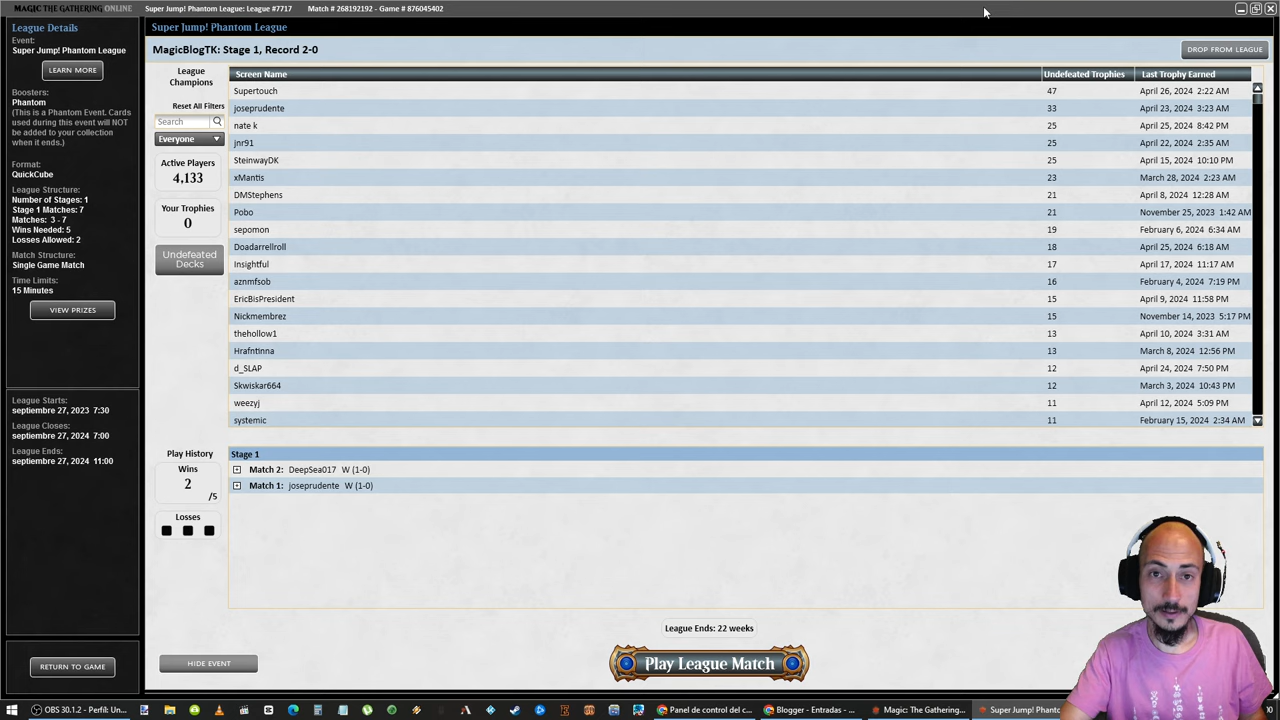 MAGIC THE GATHERING ONLINE
Super Jump! Phantom League: League #7717
Match # 268192192 - Game # 876045402
League Details
Event:
Super Jump! Phantom League
LEARN MORE
Boosters:
Phantom
(This is a Phantom Event. Cards
used during this event will NOT
be added to your collection
when it ends.)
Format:
QuickCube
League Structure:
Number of Stages: 1
Stage 1 Matches: 7
Matches: 3 - 7
Wins Needed: 5
Losses Allowed: 2
Match Structure:
Single Game Match
Time Limits:
15 Minutes
VIEW PRIZES
League Starts:
septiembre 27, 2023 7:30
League Closes:
septiembre 27, 2024 7:00
League Ends:
septiembre 27, 2024 11:00
RETURN TO GAME
Super Jump! Phantom League
MagicBlogTK: Stage 1, Record 2-0
DROP FROM LEAGUE
League
Champions
Reset All Filters
Search
Everyone
Active Players
4,133
Your Trophies
0
Undefeated
Decks
Screen Name Undefeated Trophies Last Trophy Earned
Supertouch 47 April 26, 2024 2:22 AM
joseprudente 33 April 23, 2024 3:23 AM
nate k 25 April 25, 2024 8:42 PM
jnr91 25 April 22, 2024 2:35 AM
SteinwayDK 25 April 15, 2024 10:10 PM
xMantis 23 March 28, 2024 2:23 AM
DMStephens 21 April 8, 2024 12:28 AM
Pobo 21 November 25, 2023 1:42 AM
sepomon 19 February 6, 2024 6:34 AM
Doadarrellroll 18 April 25, 2024 6:18 AM
Insightful 17 April 17, 2024 11:17 AM
aznmfsob 16 February 4, 2024 7:19 PM
EricBisPresident 15 April 9, 2024 11:58 PM
Nickmembrez 15 November 14, 2023 5:17 PM
thehollow1 13 April 10, 2024 3:31 AM
Hrafntinna 13 March 8, 2024 12:56 PM
d_SLAP 12 April 24, 2024 7:50 PM
Skwiskar664 12 March 3, 2024 10:43 PM
weezyj 11 April 12, 2024 5:09 PM
systemic 11 February 15, 2024 2:34 AM
Play History
Wins
2
/5
Losses
Stage 1
Match 2: DeepSea017 W (1-0)
Match 1: joseprudente W (1-0)
League Ends: 22 weeks
HIDE EVENT
Play League Match
OBS 30.1.2 - Perfil: Un...
Panel de control del c...
Blogger - Entradas - ...
Magic: The Gathering...
Super Jump! Phanto